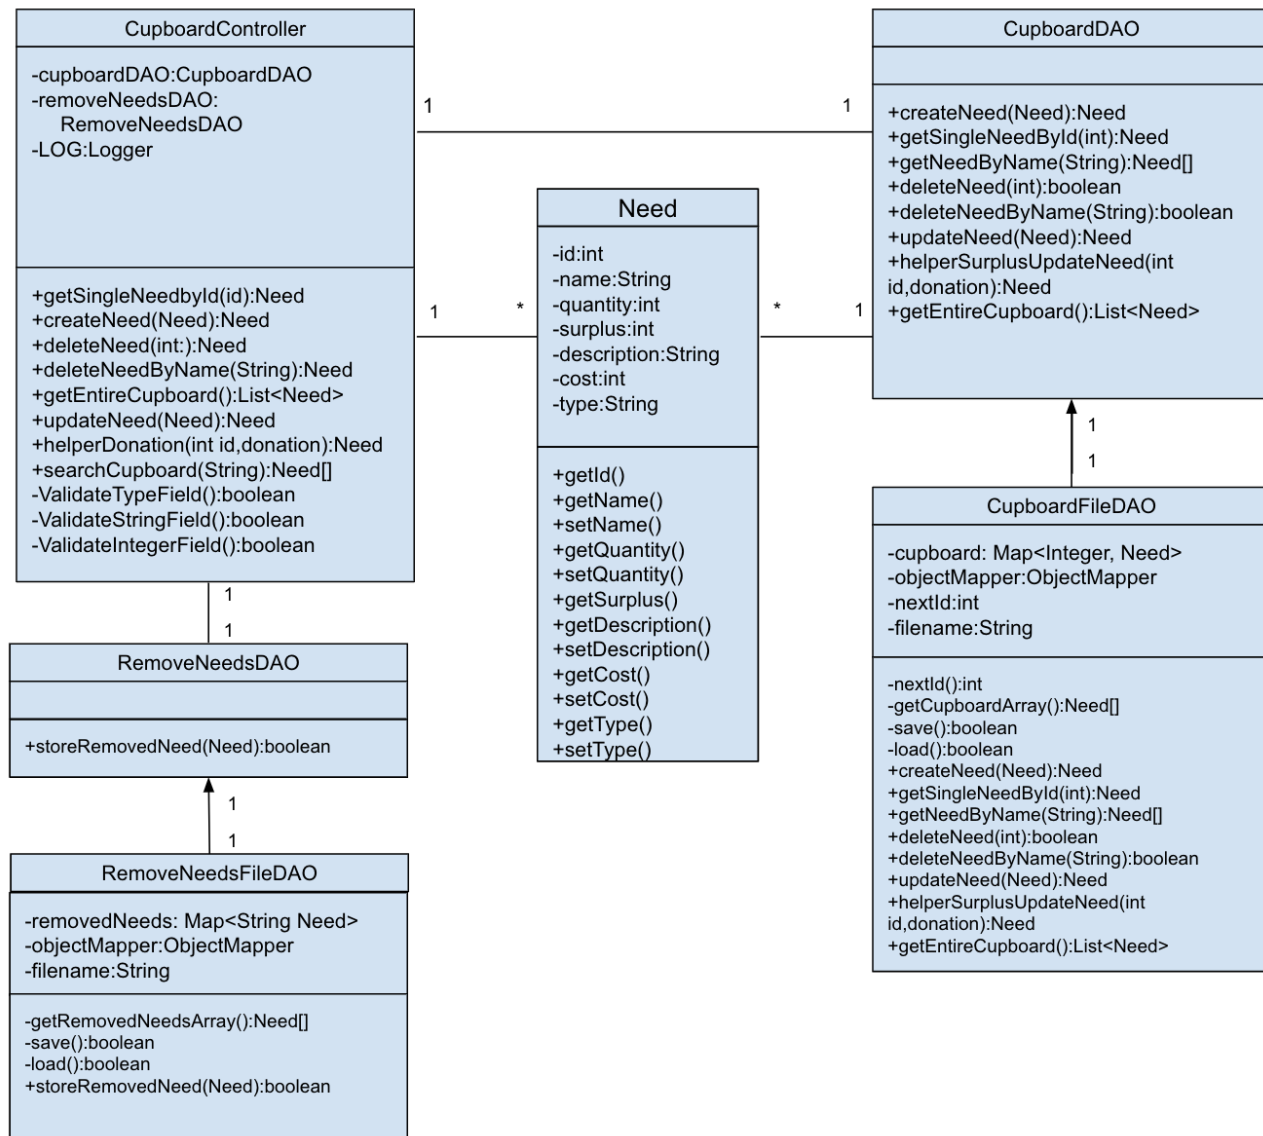 CupboardController
-cupboardDAO:CupboardDAO
-removeNeedsDAO:
RemoveNeedsDAO
-LOG:Logger
+getSingleNeedbyId(id):Need
+createNeed(Need):Need
+deleteNeed(int:):Need
+deleteNeedByName(String):Need
+getEntireCupboard():List<Need>
+updateNeed(Need):Need
+helperDonation(int id,donation):Need
+searchCupboard(String):Need[]
-ValidateTypeField():boolean
-ValidateStringField():boolean
-ValidateIntegerField():boolean
1
1
1
*
*
1
1
1
RemoveNeedsDAO
+storeRemovedNeed(Need):boolean
1
1
RemoveNeedsFileDAO
-removedNeeds: Map<String Need>
-objectMapper:ObjectMapper
-filename:String
-getRemovedNeedsArray():Need[]
-save():boolean
-load():boolean
+storeRemovedNeed(Need):boolean
Need
-id:int
-name:String
-quantity:int
-surplus:int
-description:String
-cost:int
-type:String
+getId()
+getName()
+setName()
+getQuantity()
+setQuantity()
+getSurplus()
+getDescription()
+setDescription()
+getCost()
+setCost()
+getType()
+setType()
CupboardDAO
+createNeed(Need):Need
+getSingleNeedById(int):Need
+getNeedByName(String):Need[]
+deleteNeed(int):boolean
+deleteNeedByName(String):boolean
+updateNeed(Need):Need
+helperSurplusUpdateNeed(int
id,donation):Need
+getEntireCupboard():List<Need>
1
1
CupboardFileDAO
-cupboard: Map<Integer, Need>
-objectMapper:ObjectMapper
-nextId:int
-filename:String
-nextId():int
-getCupboardArray():Need[]
-save():boolean
-load():boolean
+createNeed(Need):Need
+getSingleNeedById(int):Need
+getNeedByName(String):Need[]
+deleteNeed(int):boolean
+deleteNeedByName(String):boolean
+updateNeed(Need):Need
+helperSurplusUpdateNeed(int
id,donation):Need
+getEntireCupboard():List<Need>